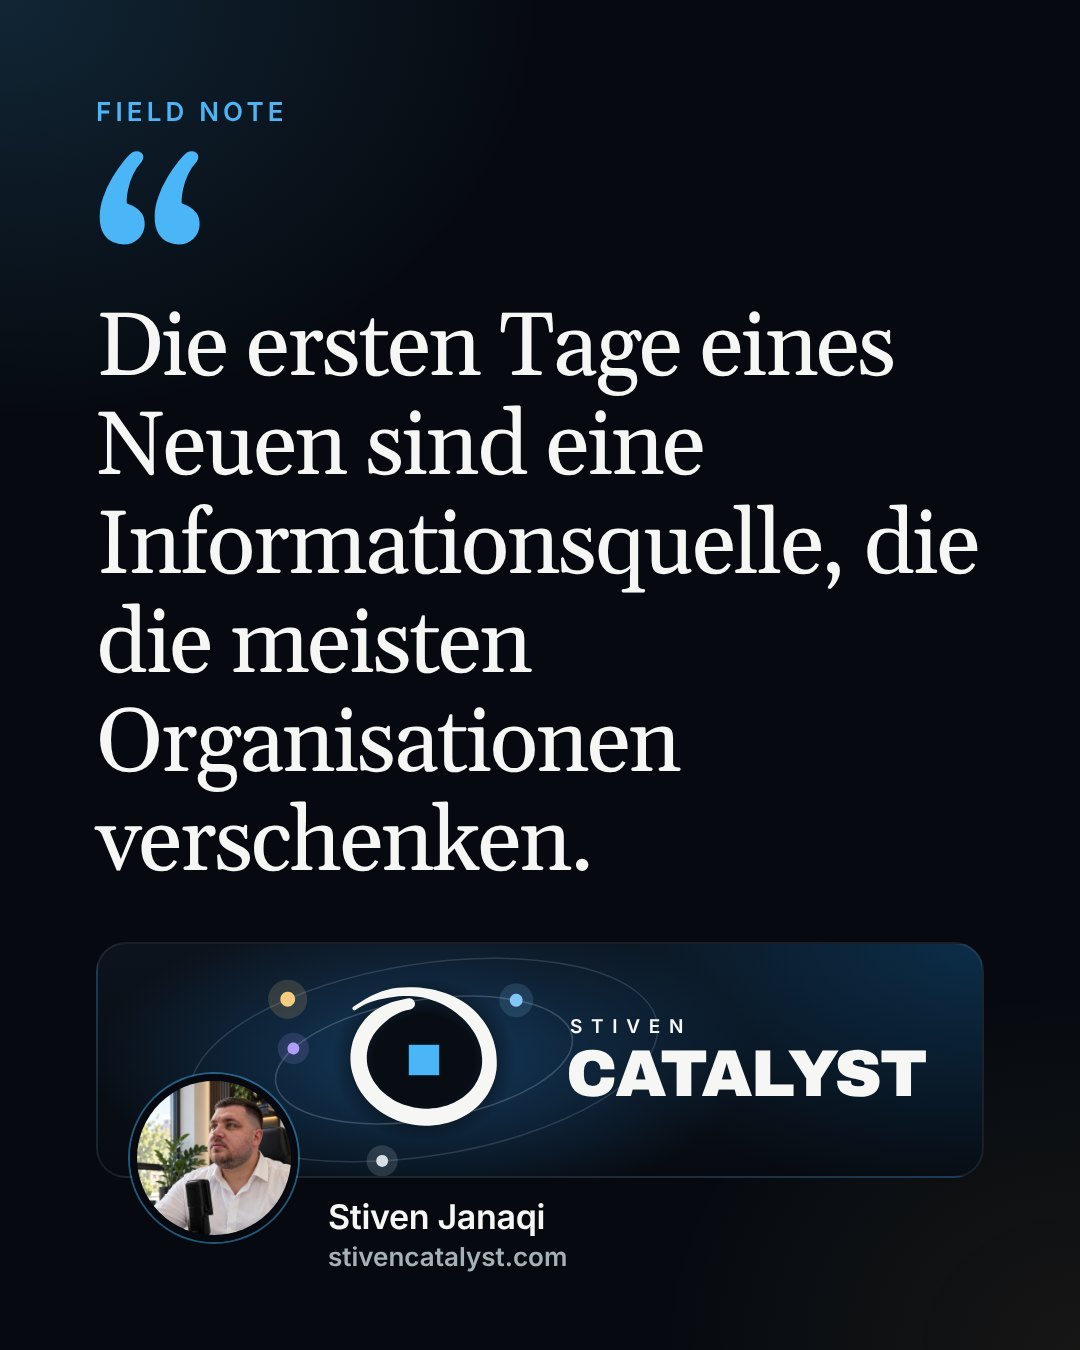 FIELD NOTE
“
Die ersten Tage eines
Neuen sind eine
Informationsquelle, die
die meisten
Organisationen
verschenken.
STIVEN
CATALYST
Stiven Janaqi
stivencatalyst.com